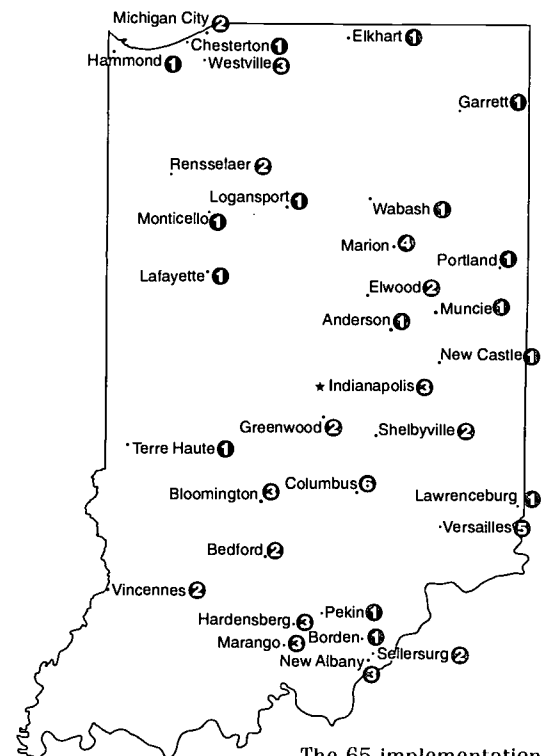 Michigan City 2
Chesterton 1
Elkhart 1
Hammond 1
Westville 3
Garrett 1
Rensselaer 2
Logansport 1
Wabash 1
Monticello 1
Marion 4
Portland 1
Lafayette 1
Elwood 2
Muncie 1
Anderson 1
New Castle 1
Indianapolis 3
Greenwood 2
Shelbyville 2
Terre Haute 1
Columbus 6
Bloomington 3
Lawrenceburg 1
Versailles 5
Bedford 2
Vincennes 2
Pekin 1
Hardensberg 3
Borden 1
Marango 3
Sellersurg 2
New Albany 3
The 65 implementation